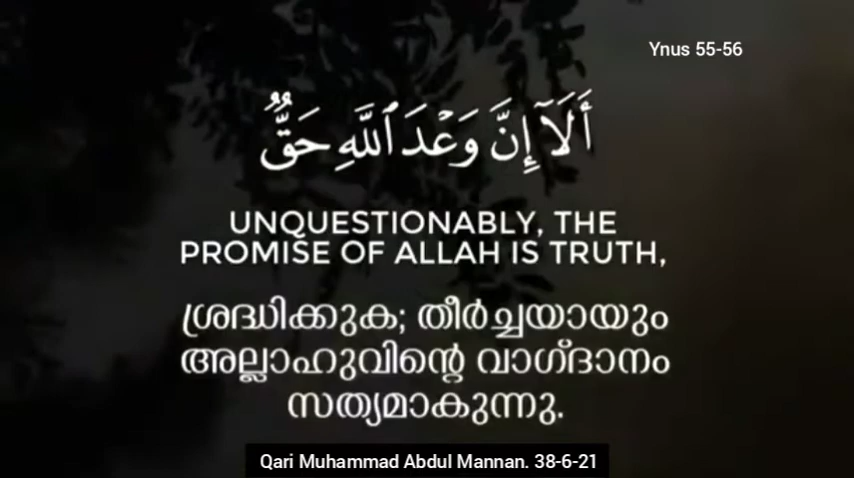 Ynus 55-56
أَلَآ إِنَّ وَعْدَ ٱللَّهِ حَقٌّ
UNQUESTIONABLY, THE
PROMISE OF ALLAH IS TRUTH,
ശ്രദ്ധിക്കുക; തീർച്ചയായും
അല്ലാഹുവിന്റെ വാഗ്ദാനം
സത്യമാകുന്നു.
Qari Muhammad Abdul Mannan. 38-6-21